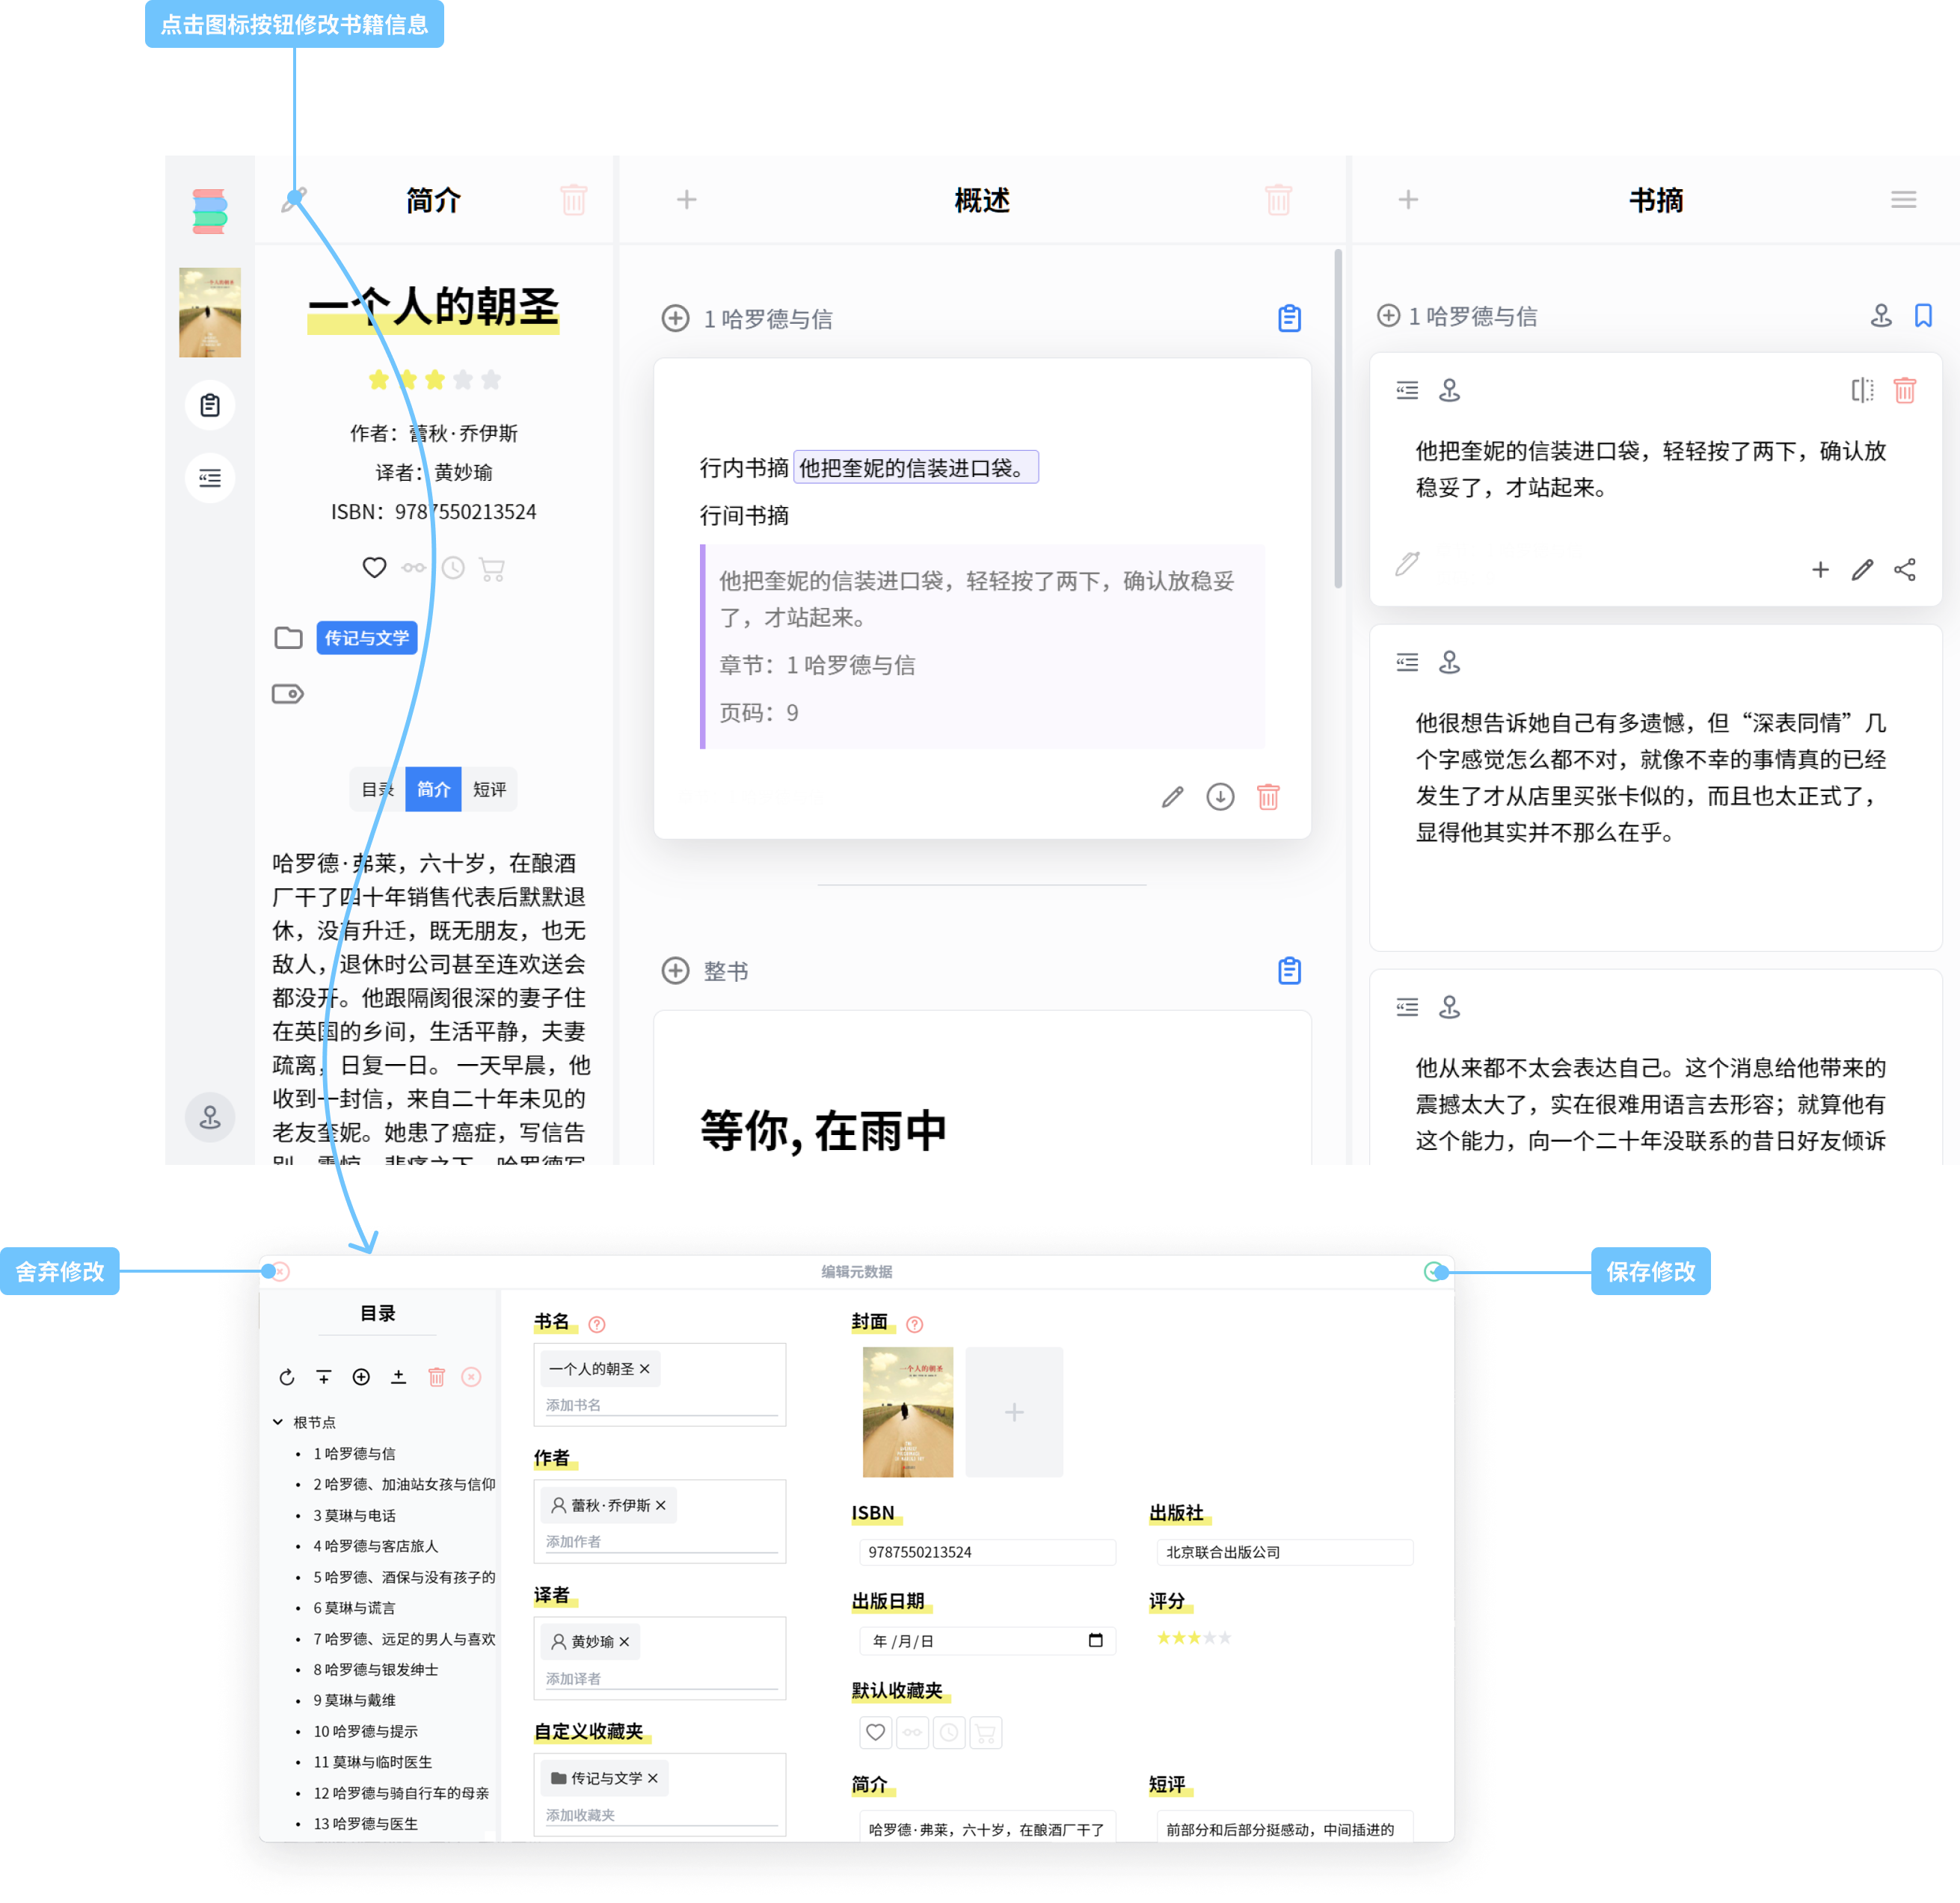 点击图标按钮修改书籍信息
简介
一个人的朝圣
作者：蕾秋·乔伊斯
译者：黄妙瑜
ISBN：9787550213524
传记与文学
目录 简介 短评
哈罗德·弗莱，六十岁，在酿酒
厂干了四十年销售代表后默默退
休，没有升迁，既无朋友，也无
敌人，退休时公司甚至连欢送会
都没开。他跟隔阂很深的妻子住
在英国的乡间，生活平静，夫妻
疏离，日复一日。 一天早晨，他
收到一封信，来自二十年未见的
老友奎妮。她患了癌症，写信告
别。震惊、悲痛之下，哈罗德写
概述
1 哈罗德与信
行内书摘 他把奎妮的信装进口袋。
行间书摘
他把奎妮的信装进口袋，轻轻按了两下，确认放稳妥
了，才站起来。
章节：1 哈罗德与信
页码：9
整书
等你, 在雨中
书摘
1 哈罗德与信
他把奎妮的信装进口袋，轻轻按了两下，确认放
稳妥了，才站起来。
他很想告诉她自己有多遗憾，但“深表同情”几
个字感觉怎么都不对，就像不幸的事情真的已经
发生了才从店里买张卡似的，而且也太正式了，
显得他其实并不那么在乎。
他从来都不太会表达自己。这个消息给他带来的
震撼太大了，实在很难用语言去形容；就算他有
这个能力，向一个二十年没联系的昔日好友倾诉
舍弃修改
编辑元数据
保存修改
目录
根节点
1 哈罗德与信
2 哈罗德、加油站女孩与信仰
3 莫琳与电话
4 哈罗德与客店旅人
5 哈罗德、酒保与没有孩子的
6 莫琳与谎言
7 哈罗德、远足的男人与喜欢
8 哈罗德与银发绅士
9 莫琳与戴维
10 哈罗德与提示
11 莫琳与临时医生
12 哈罗德与骑自行车的母亲
13 哈罗德与医生
书名
一个人的朝圣
添加书名
作者
蕾秋·乔伊斯
添加作者
译者
黄妙瑜
添加译者
自定义收藏夹
传记与文学
添加收藏夹
封面
一个人的朝圣
ISBN
9787550213524
出版社
北京联合出版公司
出版日期
年 /月/日
评分
默认收藏夹
简介
哈罗德·弗莱，六十岁，在酿酒厂干了
短评
前部分和后部分挺感动，中间插进的